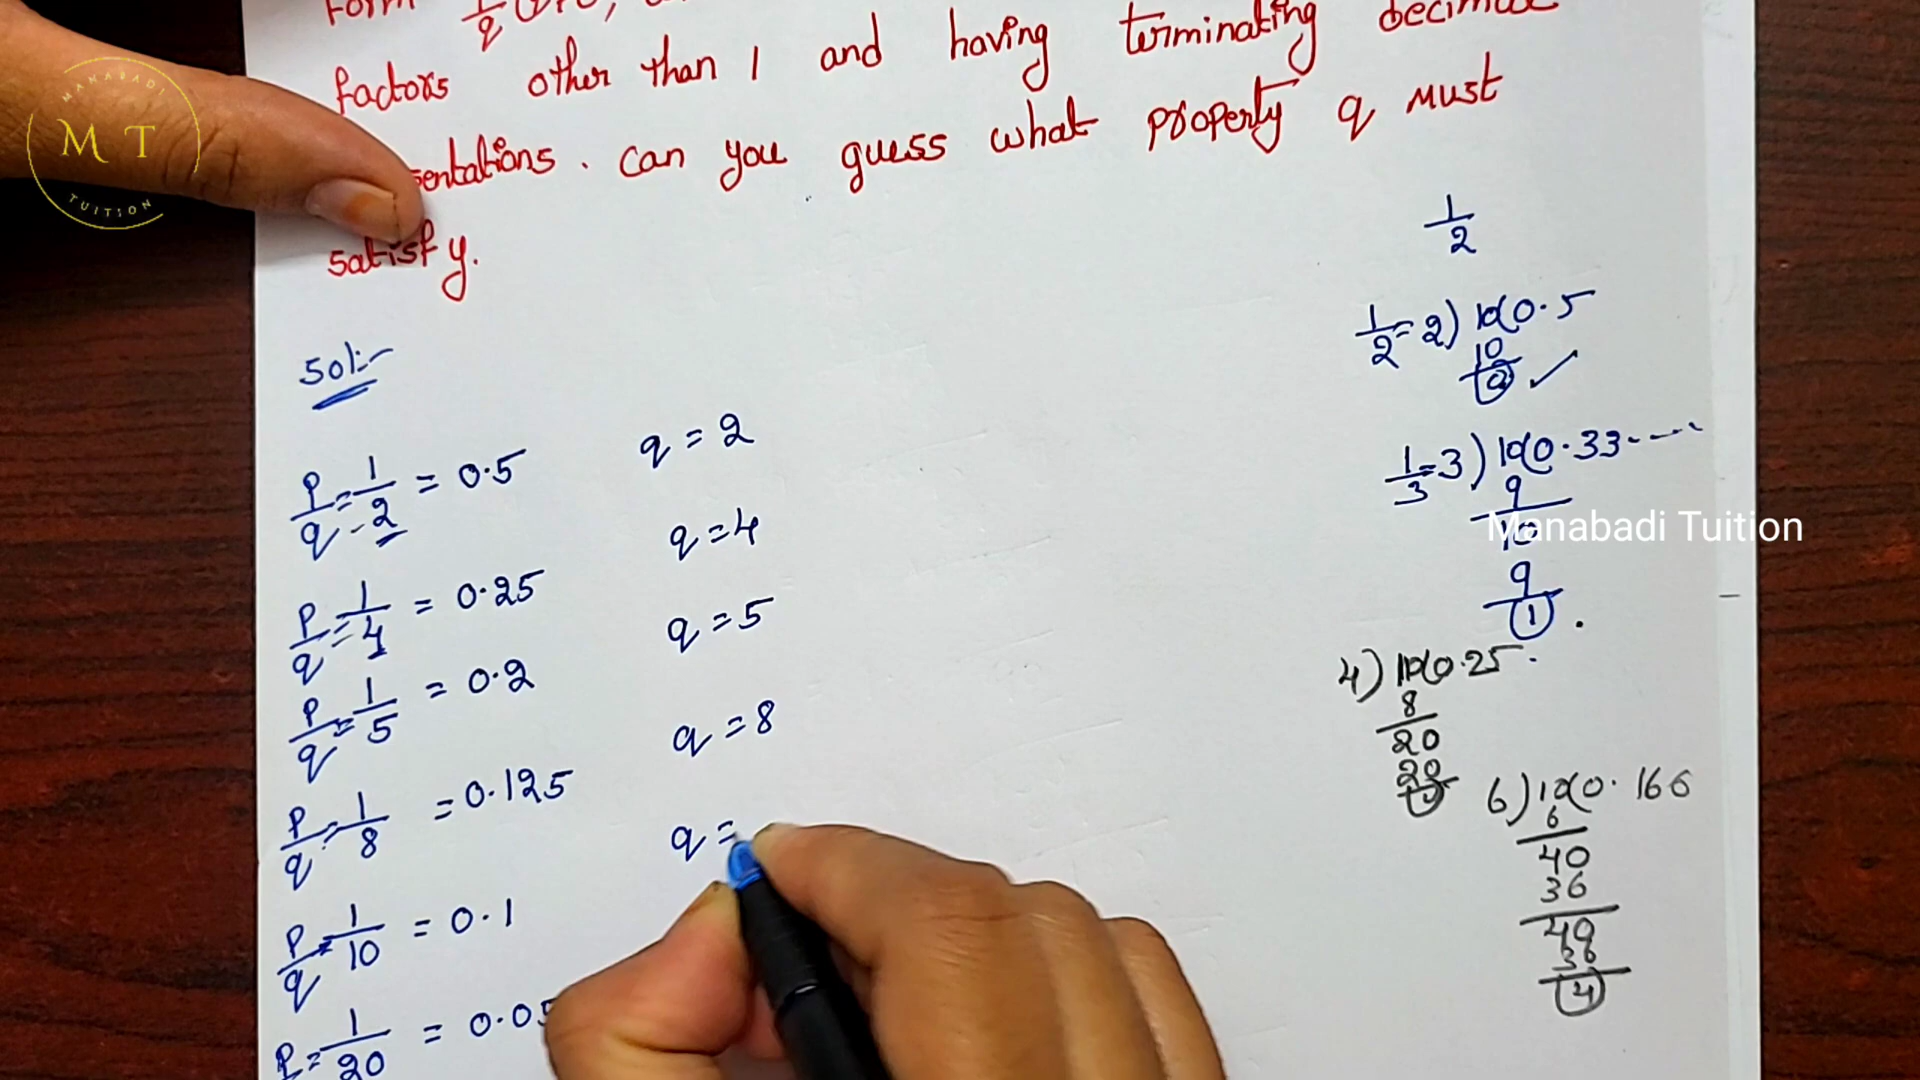 MANABADI
M T
TUITION
Form
factors other than 1 and having terminating decimal
sentations. can you guess what property q must
satisfy.
Sol:-
p/q = 1/2 = 0.5
q = 2
p/q = 1/4 = 0.25
q = 4
p/q = 1/5 = 0.2
q = 5
p/q = 1/8 = 0.125
q = 8
p/q = 1/10 = 0.1
q =
p = 1/20 = 0.05
1/2
1/2 = 2) 10(0.5
10
0 ✓
1/3 = 3) 10(0.33-----
9
10
9
1 .
Manabadi Tuition
4) 10(0.25.
8
20
20
6) 10(0.166
6
40
36
40
36
4